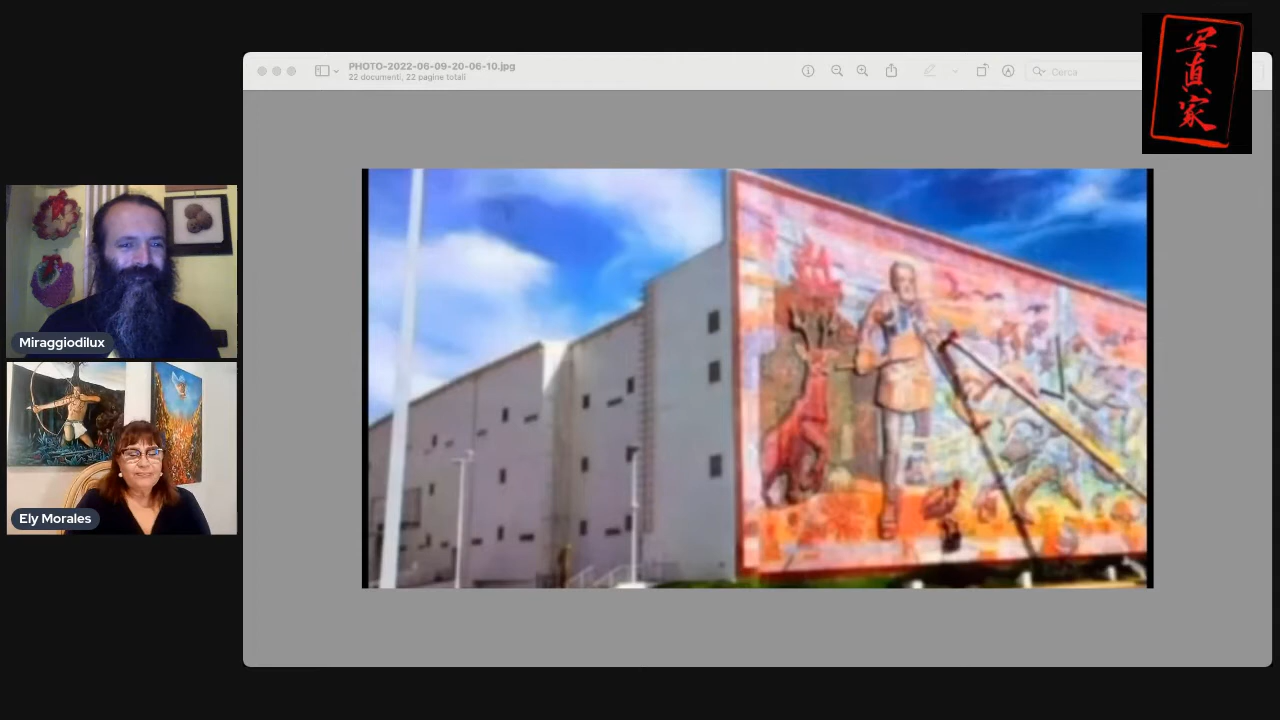 PHOTO-2022-06-09-20-06-10.jpg
22 documenti, 22 pagine totali
Cerca
写真家
Miraggiodilux
Ely Morales